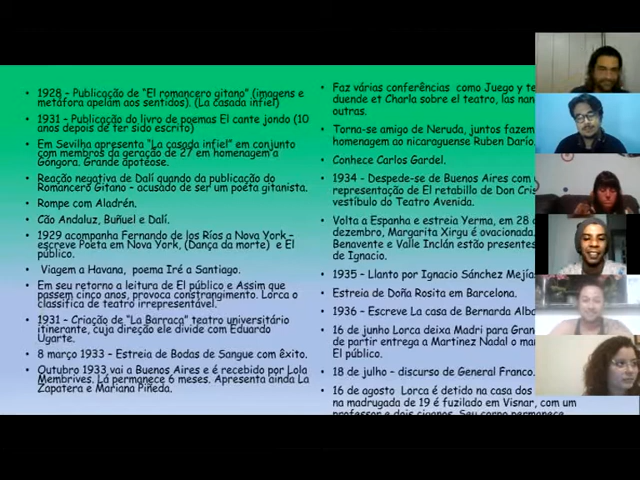 • 1928 – Publicação de "El romancero gitano" (imagens e
metáfora apelam aos sentidos). (La casada infiel)
• 1931 – Publicação do livro de poemas El cante jondo (10
anos depois de ter sido escrito)
• Em Sevilha apresenta "La casada infiel" em conjunto
com membros da geração de 27 em homenagem a
Góngora. Grande apoteose.
• Reação negativa de Dalí quando da publicação do
Romancero Gitano – acusado de ser um poeta gitanista.
• Rompe com Aladrén.
• Cão Andaluz, Buñuel e Dalí.
• 1929 acompanha Fernando de los Ríos a Nova York –
escreve Poeta em Nova York, (Dança da morte) e El
público.
• Viagem a Havana, poema Iré a Santiago.
• Em seu retorno a leitura de El público e Assim que
passem cinco anos, provoca constrangimento. Lorca o
classifica de teatro irrepresentável.
• 1931 – Criação de "La Barraca" teatro universitário
itinerante, cuja direção ele divide com Eduardo
Ugarte.
• 8 março 1933 – Estreia de Bodas de Sangue com êxito.
• Outubro 1933 vai a Buenos Aires e é recebido por Lola
Membrives. Lá permanece 6 meses. Apresenta ainda La
Zapatera e Mariana Piñeda.
• Faz várias conferências como Juego y te
duende et Charla sobre el teatro, las nan
outras.
• Torna-se amigo de Neruda, juntos fazem
homenagem ao nicaraguense Ruben Darío,
• Conhece Carlos Gardel.
• 1934 – Despede-se de Buenos Aires com
representação de El retabillo de Don Cris
vestíbulo do Teatro Avenida.
• Volta a Espanha e estreia Yerma, em 28 d
dezembro, Margarita Xirgu é ovacionada.
Benavente e Valle Inclán estão presentes
de Ignacio.
• 1935 – Llanto por Ignacio Sánchez Mejías
• Estreia de Doña Rosita em Barcelona.
• 1936 – Escreve La casa de Bernarda Alba
• 16 de junho Lorca deixa Madri para Gran
de partir entrega a Martinez Nadal o ma
El público.
• 18 de julho – discurso de General Franco.
• 16 de agosto Lorca é detido na casa dos
na madrugada de 19 é fuzilado em Visnar, com um
professor e dois ciganos. Seu corpo permanece